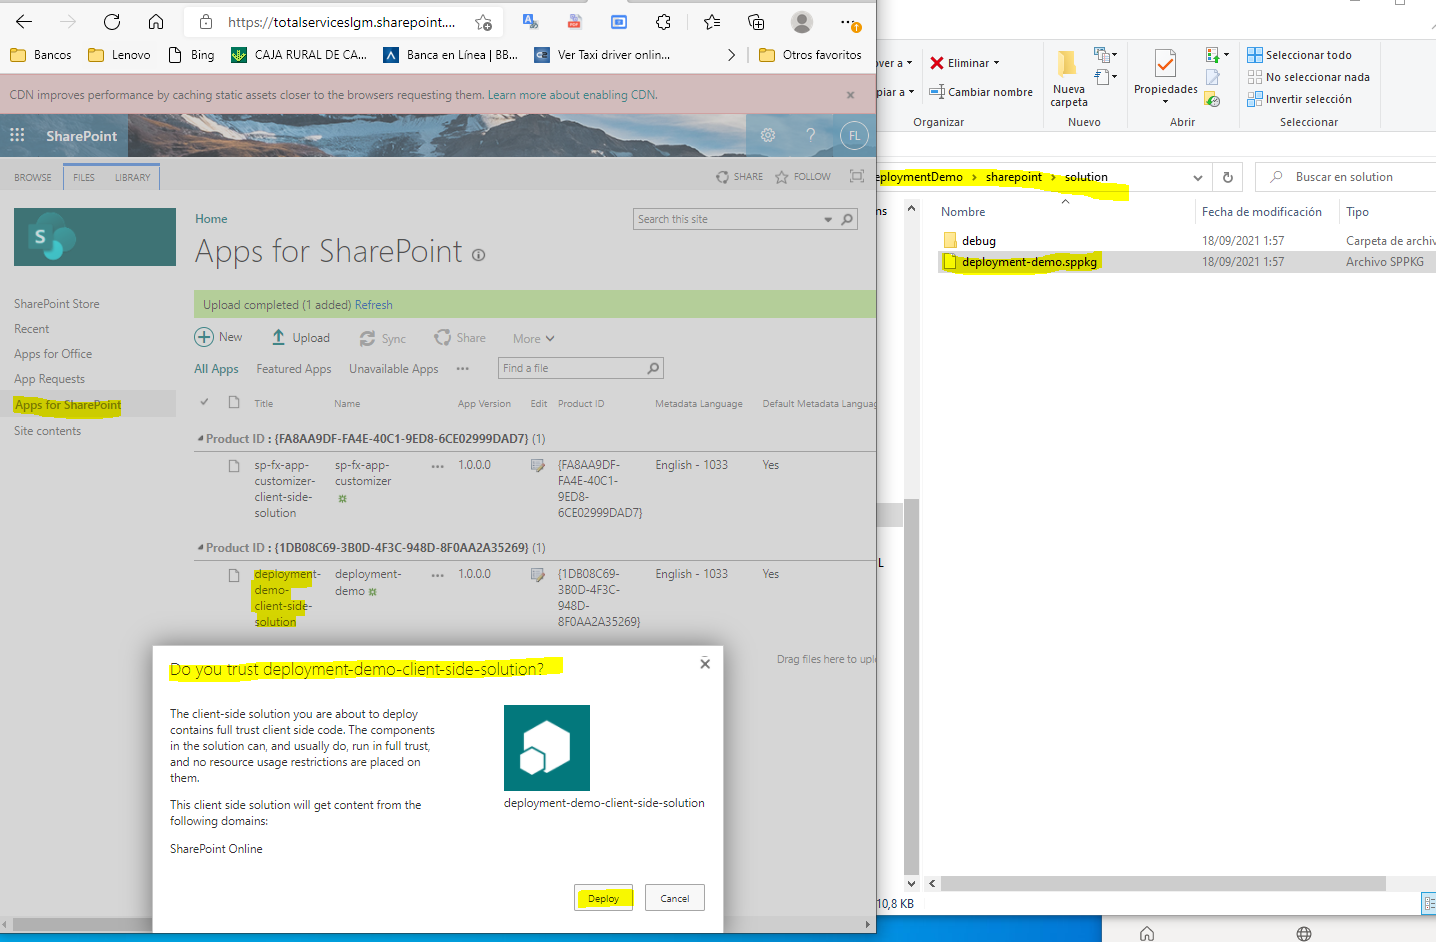 https://totalserviceslgm.sharepoint....
Bancos
Lenovo
Bing
CAJA RURAL DE CA...
Banca en Línea | BB...
Ver Taxi driver onlin...
Otros favoritos
CDN improves performance by caching static assets closer to the browsers requesting them. Learn more about enabling CDN.
SharePoint
FL
BROWSE
FILES
LIBRARY
SHARE
FOLLOW
S
Home
Search this site
Apps for SharePoint
SharePoint Store
Recent
Apps for Office
App Requests
Apps for SharePoint
Site contents
Upload completed (1 added) Refresh
New
Upload
Sync
Share
More
All Apps
Featured Apps
Unavailable Apps
Find a file
Title
Name
App Version
Edit
Product ID
Metadata Language
Default Metadata Langua
Product ID : {FA8AA9DF-FA4E-40C1-9ED8-6CE02999DAD7} (1)
sp-fx-app-
customizer-
client-side-
solution
sp-fx-app-
customizer
1.0.0.0
{FA8AA9DF-
FA4E-40C1-
9ED8-
6CE02999DAD7}
English - 1033
Yes
Product ID : {1DB08C69-3B0D-4F3C-948D-8F0AA2A35269} (1)
deployment-
demo-
client-side-
solution
deployment-
demo
1.0.0.0
{1DB08C69-
3B0D-4F3C-
948D-
8F0AA2A35269}
English - 1033
Yes
Drag files here to uplo
Do you trust deployment-demo-client-side-solution?
The client-side solution you are about to deploy
contains full trust client side code. The components
in the solution can, and usually do, run in full trust,
and no resource usage restrictions are placed on
them.
This client side solution will get content from the
following domains:
SharePoint Online
deployment-demo-client-side-solution
Deploy
Cancel
over a
piar a
Eliminar
Cambiar nombre
Organizar
Nueva
carpeta
Nuevo
Propiedades
Abrir
Seleccionar todo
No seleccionar nada
Invertir selección
Seleccionar
eploymentDemo
sharepoint
solution
Buscar en solution
ns
Nombre
Fecha de modificación
Tipo
debug
18/09/2021 1:57
Carpeta de archiv
deployment-demo.sppkg
18/09/2021 1:57
Archivo SPPKG
L
10,8 KB